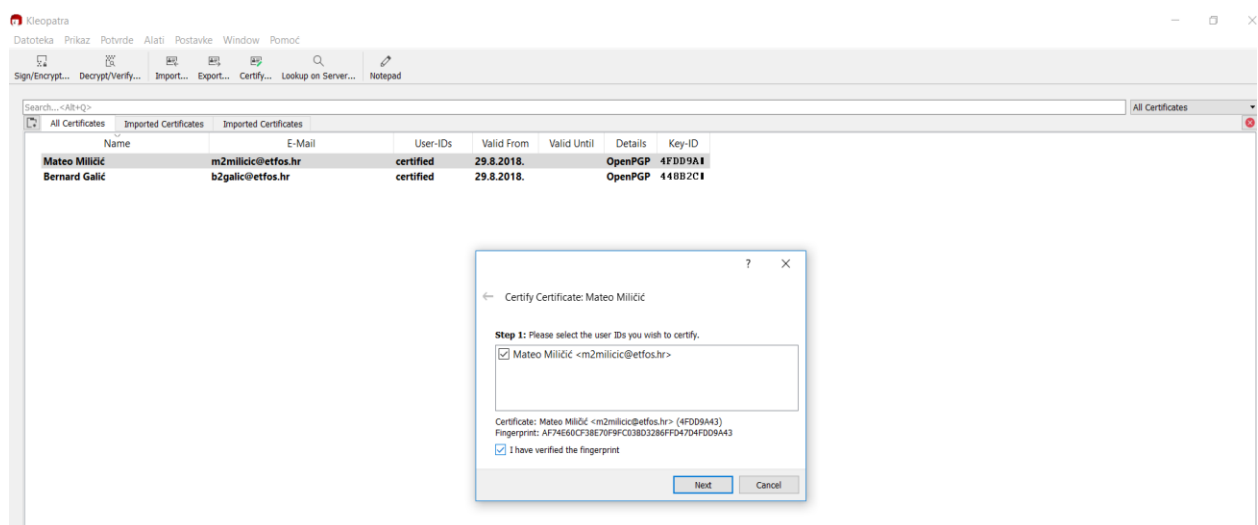 Kleopatra
Datoteka Prikaz Potvrde Alati Postavke Window Pomoć
Sign/Encrypt... Decrypt/Verify... Import... Export... Certify... Lookup on Server... Notepad
Search...<Alt+Q> All Certificates
All Certificates Imported Certificates Imported Certificates
Name E-Mail User-IDs Valid From Valid Until Details Key-ID
Mateo Miličić m2milicic@etfos.hr certified 29.8.2018. OpenPGP 4FDD9A
Bernard Galić b2galic@etfos.hr certified 29.8.2018. OpenPGP 448B2C
?
Certify Certificate: Mateo Miličić
Step 1: Please select the user IDs you wish to certify.
Mateo Miličić <m2milicic@etfos.hr>
Certificate: Mateo Miličić <m2milicic@etfos.hr> (4FDD9A43)
Fingerprint: AF74E60CF38E70F9FC038D3286FFD47D4FDD9A43
I have verified the fingerprint
Next Cancel